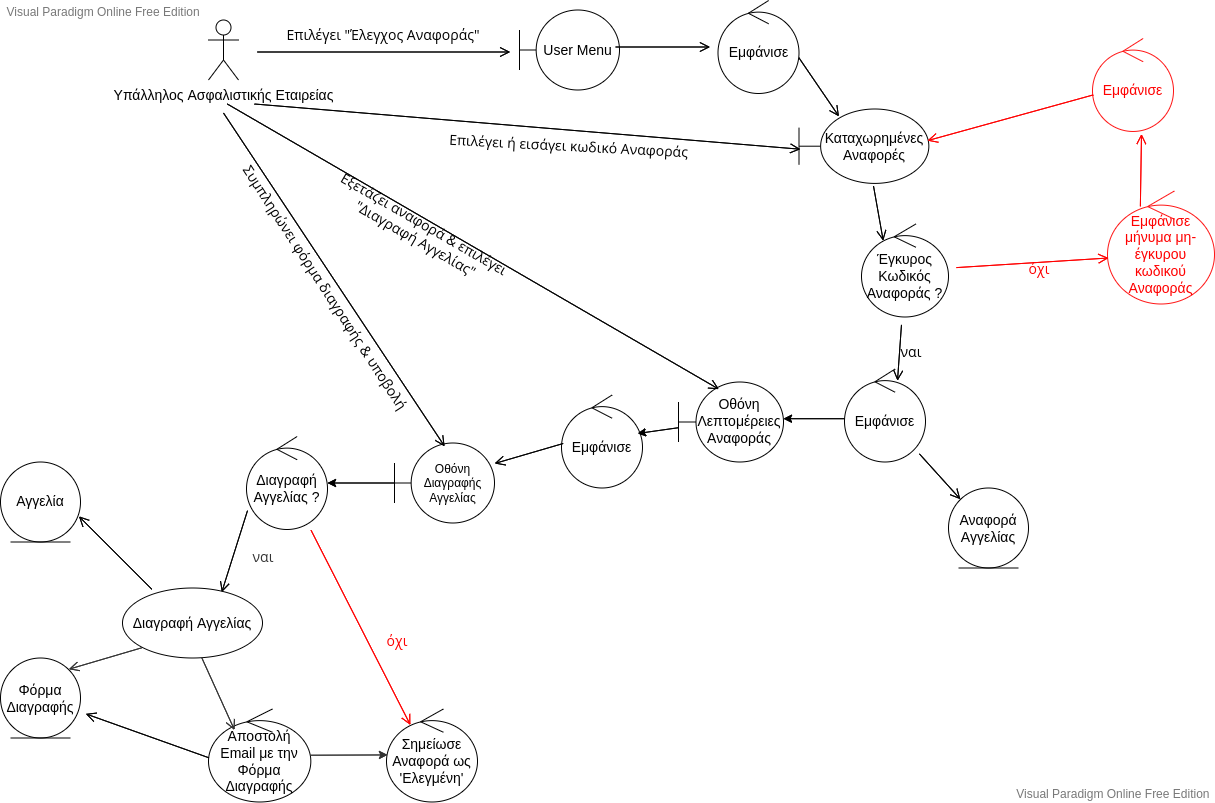 Visual Paradigm Online Free Edition
Επιλέγει "Έλεγχος Αναφοράς"
User Menu
Εμφάνισε
Υπάλληλος Ασφαλιστικής Εταιρείας
Εμφάνισε
Επιλέγει ή εισάγει κωδικό Αναφοράς
Καταχωρημένες
Αναφορές
Εξετάζει αναφορά & επιλέγει
"Διαγραφή Αγγελίας"
Συμπληρώνει φόρμα διαγραφής & υποβολή
Έγκυρος
Κωδικός
Αναφοράς ?
όχι
Εμφάνισε
μήνυμα μη-
έγκυρου
κωδικού
Αναφοράς
ναι
Οθόνη
Λεπτομέρειες
Αναφοράς
Εμφάνισε
Εμφάνισε
Οθόνη
Διαγραφής
Αγγελίας
Διαγραφή
Αγγελίας ?
Αγγελία
Αναφορά
Αγγελίας
ναι
Διαγραφή Αγγελίας
όχι
Φόρμα
Διαγραφής
Αποστολή
Email με την
Φόρμα
Διαγραφής
Σημείωσε
Αναφορά ως
'Ελεγμένη'
Visual Paradigm Online Free Edition